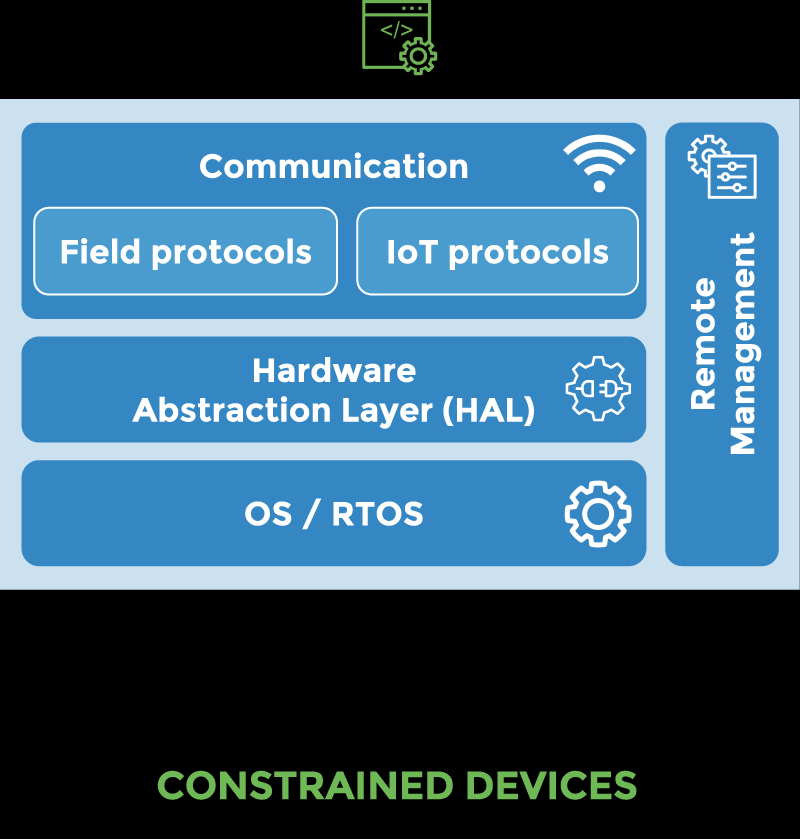 </>
Communication
Field protocols
IoT protocols
Hardware
Abstraction Layer (HAL)
OS / RTOS
Remote
Management
CONSTRAINED DEVICES